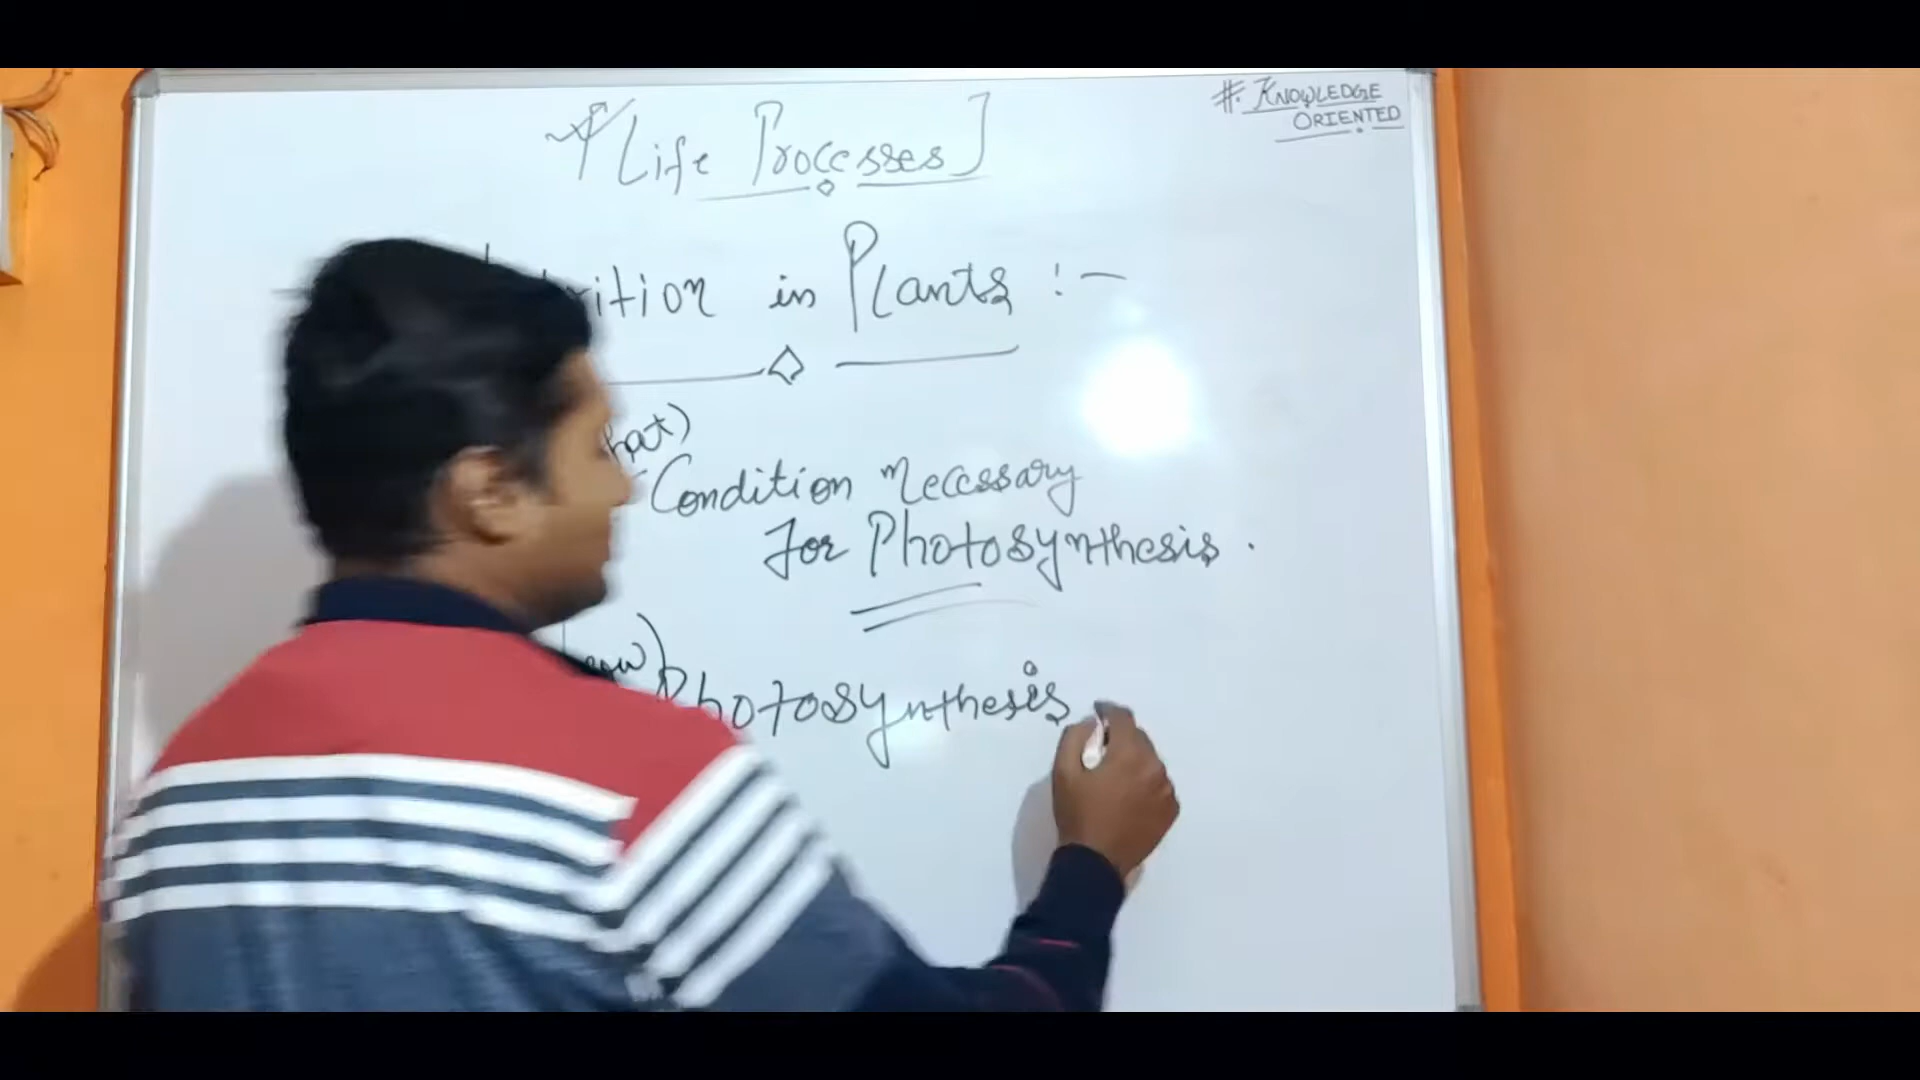 [Life Processes]
#. KNOWLEDGE
ORIENTED
in Plants :-
Condition necessary
for Photosynthesis.
Photosynthesis